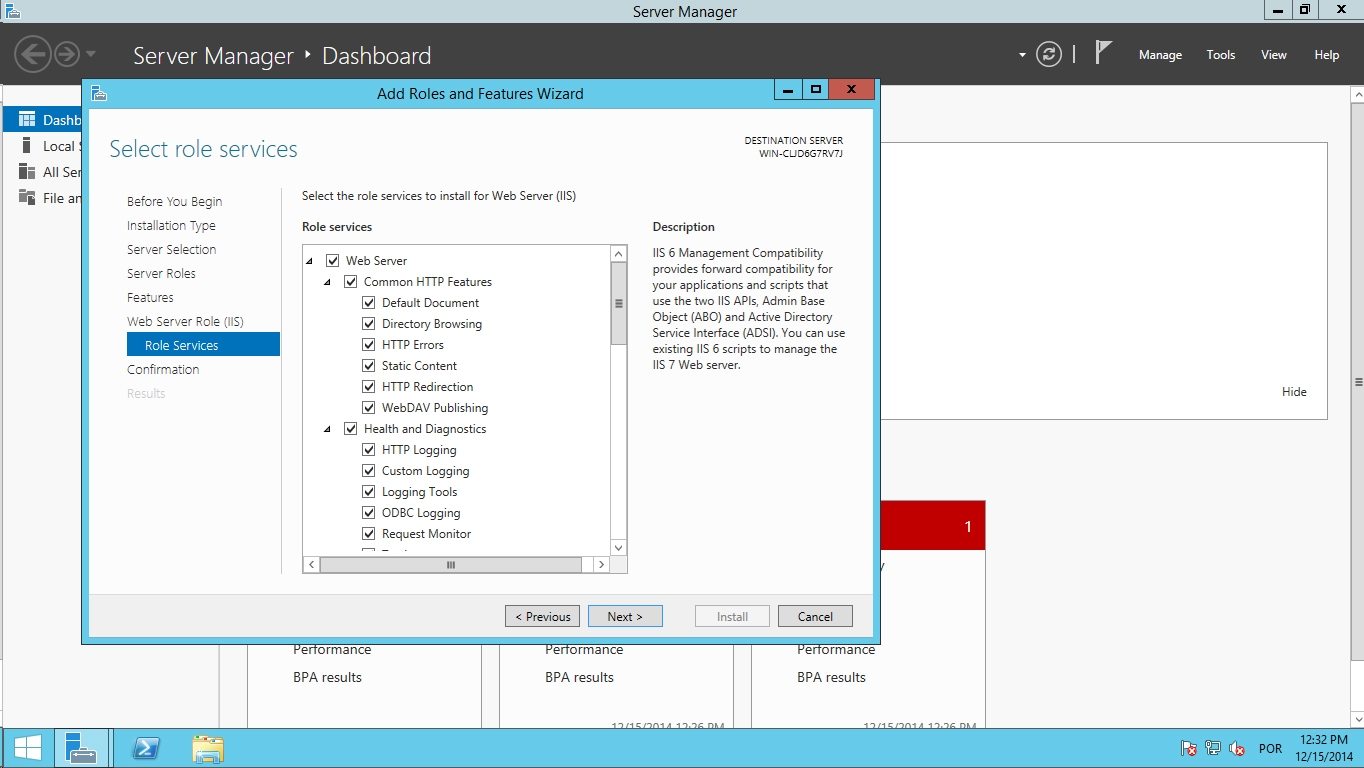 Server Manager
Server Manager
Dashboard
Manage
Tools
View
Help
Dashb
Local S
All Ser
File an
Hide
1
Add Roles and Features Wizard
Select role services
DESTINATION SERVER
WIN-CLJD6G7RV7J
Before You Begin
Installation Type
Server Selection
Server Roles
Features
Web Server Role (IIS)
Role Services
Confirmation
Results
Select the role services to install for Web Server (IIS)
Role services
Web Server
Common HTTP Features
Default Document
Directory Browsing
HTTP Errors
Static Content
HTTP Redirection
WebDAV Publishing
Health and Diagnostics
HTTP Logging
Custom Logging
Logging Tools
ODBC Logging
Request Monitor
Description
IIS 6 Management Compatibility
provides forward compatibility for
your applications and scripts that
use the two IIS APIs, Admin Base
Object (ABO) and Active Directory
Service Interface (ADSI). You can use
existing IIS 6 scripts to manage the
IIS 7 Web server.
< Previous
Next >
Install
Cancel
Performance
BPA results
Performance
BPA results
12/15/2014 12:26 PM
Performance
BPA results
12/15/2014 12:26 PM
POR
12:32 PM
12/15/2014